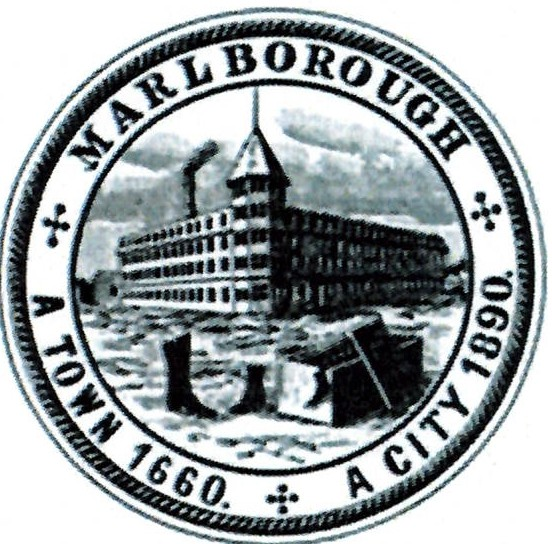 MARLBOROUGH
A TOWN 1660.
A CITY 1890.